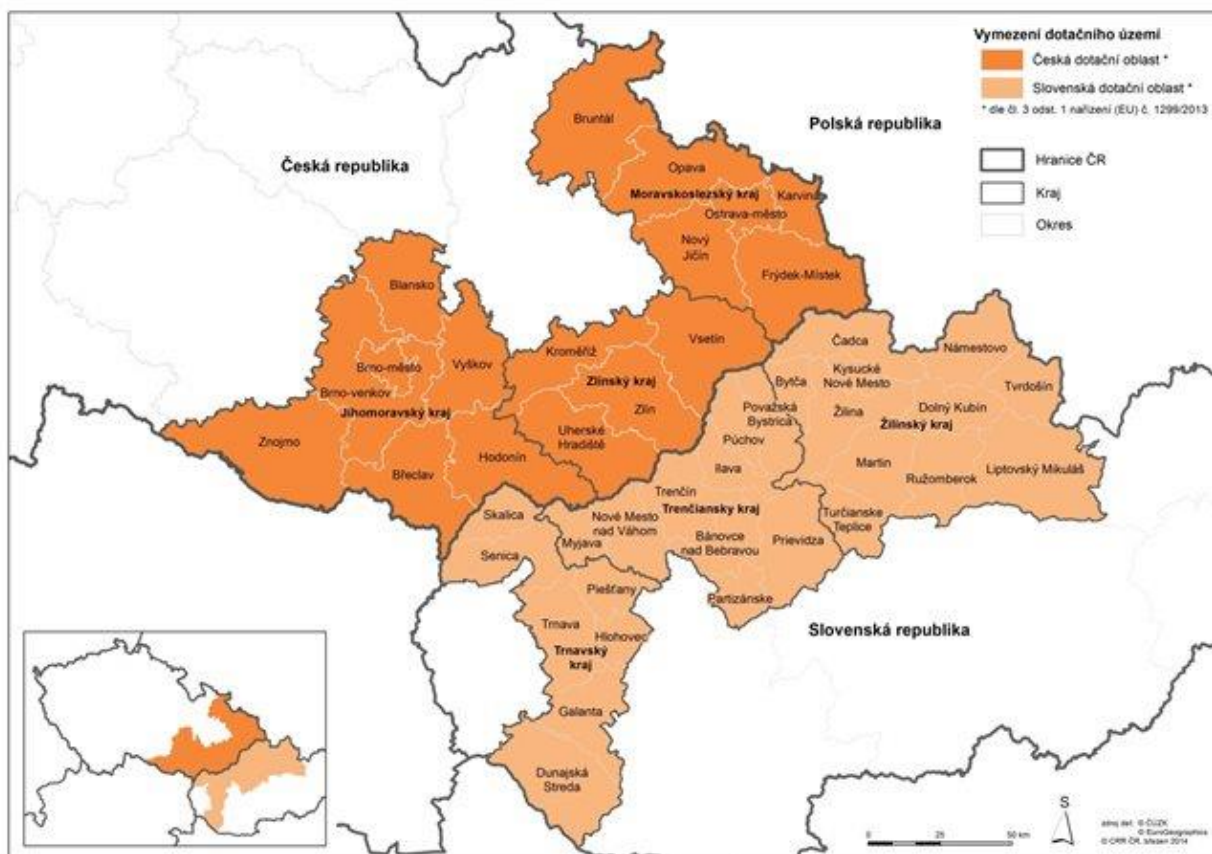 Vymezení dotačního území
Česká dotační oblast *
Slovenská dotační oblast *
* dle čl. 3 odst. 1 nařízení (EU) č. 1299/2013
Hranice ČR
Kraj
Okres
Polská republika
Česká republika
Slovenská republika
Bruntál
Opava
Moravskoslezský kraj
Karviná
Ostrava-město
Nový
Jičín
Frýdek-Místek
Blansko
Brno-město
Vyškov
Brno-venkov
Jihomoravský kraj
Znojmo
Břeclav
Hodonín
Kroměříž
Vsetín
Zlínský kraj
Zlín
Uherské
Hradiště
Čadca
Námestovo
Kysucké
Nové Mesto
Bytča
Tvrdošín
Žilina
Dolný Kubín
Žilinský kraj
Považská
Bystrica
Púchov
Ilava
Martin
Ružomberok
Liptovský Mikuláš
Turčianske
Teplice
Trenčín
Trenčiansky kraj
Nové Mesto
nad Váhom
Myjava
Bánovce
nad Bebravou
Prievidza
Partizánske
Skalica
Senica
Piešťany
Trnava
Hlohovec
Trnavský
kraj
Galanta
Dunajská
Streda
S
0 25 50 km
zdroj dat: © ČÚZK
© EuroGeographics
© CRR ČR, březen 2014